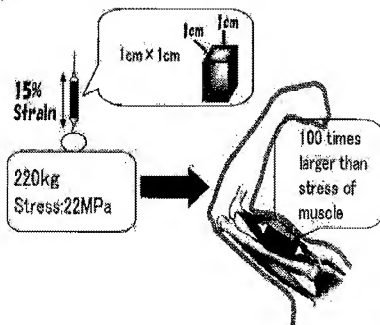 1cm
1cm
1cm×1cm
15%
Strain
220kg
Stress:22MPa
100 times
larger than
stress of
muscle